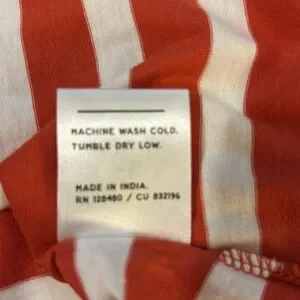 MACHINE WASH COLD.
TUMBLE DRY LOW.
MADE IN INDIA.
RN 128480 / CU 832196